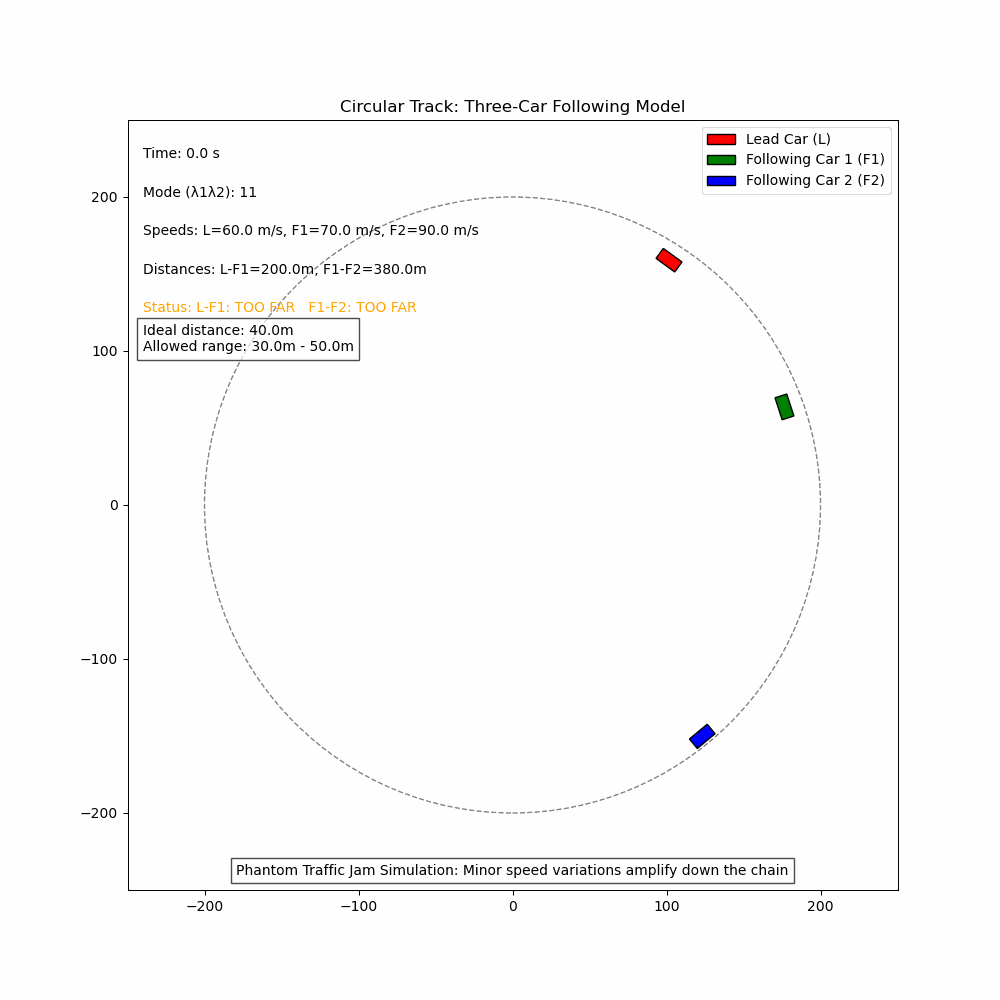 Circular Track: Three-Car Following Model
Time: 0.0 s
Mode (λ1λ2): 11
Speeds: L=60.0 m/s, F1=70.0 m/s, F2=90.0 m/s
Distances: L-F1=200.0m, F1-F2=380.0m
Status: L-F1: TOO FAR   F1-F2: TOO FAR
Ideal distance: 40.0m
Allowed range: 30.0m - 50.0m
Lead Car (L)
Following Car 1 (F1)
Following Car 2 (F2)
200
100
0
−100
−200
Phantom Traffic Jam Simulation: Minor speed variations amplify down the chain
−200 −100 0 100 200